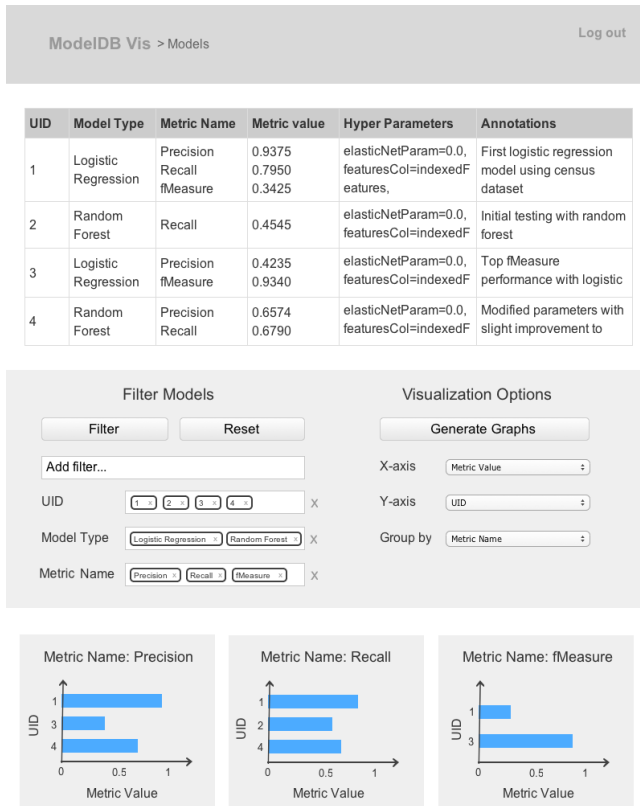 ModelDB Vis > Models
Log out
UID Model Type Metric Name Metric value Hyper Parameters Annotations
1
Logistic
Regression
Precision
Recall
fMeasure
0.9375
0.7950
0.3425
elasticNetParam=0.0,
featuresCol=indexedF
eatures,
First logistic regression
model using census
dataset
2
Random
Forest
Recall
0.4545
elasticNetParam=0.0,
featuresCol=indexedF
Initial testing with random
forest
3
Logistic
Regression
Precision
fMeasure
0.4235
0.9340
elasticNetParam=0.0,
featuresCol=indexedF
Top fMeasure
performance with logistic
4
Random
Forest
Precision
Recall
0.6574
0.6790
elasticNetParam=0.0,
featuresCol=indexedF
Modified parameters with
slight improvement to
Filter Models
Filter Reset
Add filter...
UID 1 x 2 x 3 x 4 x X
Model Type Logistic Regression x Random Forest x X
Metric Name Precision x Recall x fMeasure x X
Visualization Options
Generate Graphs
X-axis Metric Value
Y-axis UID
Group by Metric Name
Metric Name: Precision
UID
1
3
4
0 0.5 1
Metric Value
Metric Name: Recall
UID
1
2
4
0 0.5 1
Metric Value
Metric Name: fMeasure
UID
1
3
0 0.5 1
Metric Value